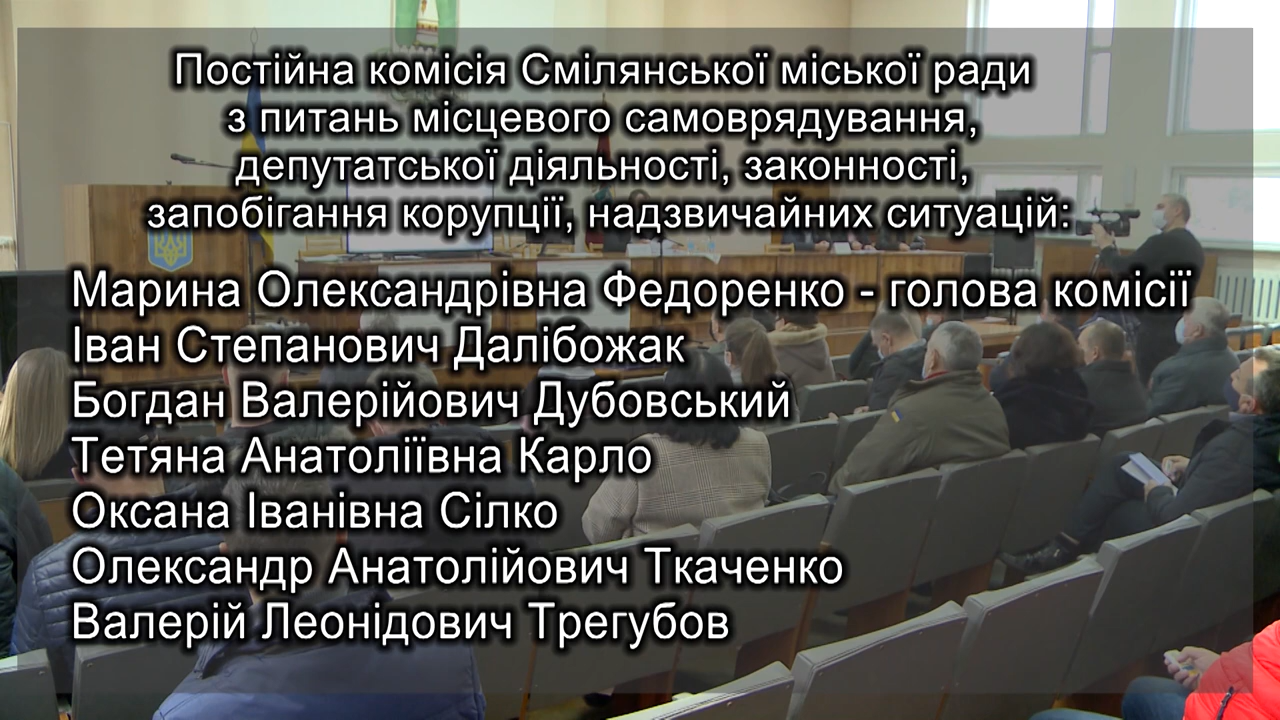 Постійна комісія Смілянської міської ради
з питань місцевого самоврядування,
депутатської діяльності, законності,
запобігання корупції, надзвичайних ситуацій:
Марина Олександрівна Федоренко - голова комісії
Іван Степанович Далібожак
Богдан Валерійович Дубовський
Тетяна Анатоліївна Карло
Оксана Іванівна Сілко
Олександр Анатолійович Ткаченко
Валерій Леонідович Трегубов